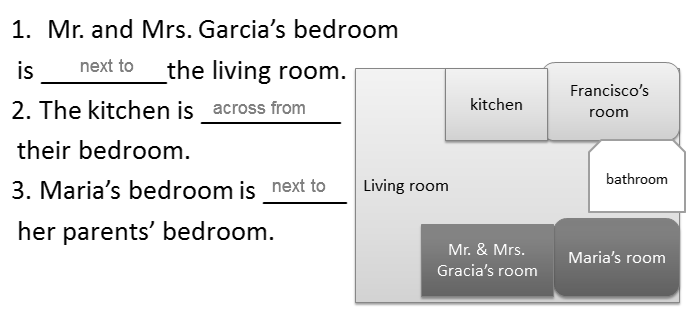 1. Mr. and Mrs. Garcia’s bedroom
is next to the living room.
2. The kitchen is across from
their bedroom.
3. Maria’s bedroom is next to
her parents’ bedroom.
kitchen
Francisco’s
room
Living room
bathroom
Mr. & Mrs.
Gracia’s room
Maria’s room